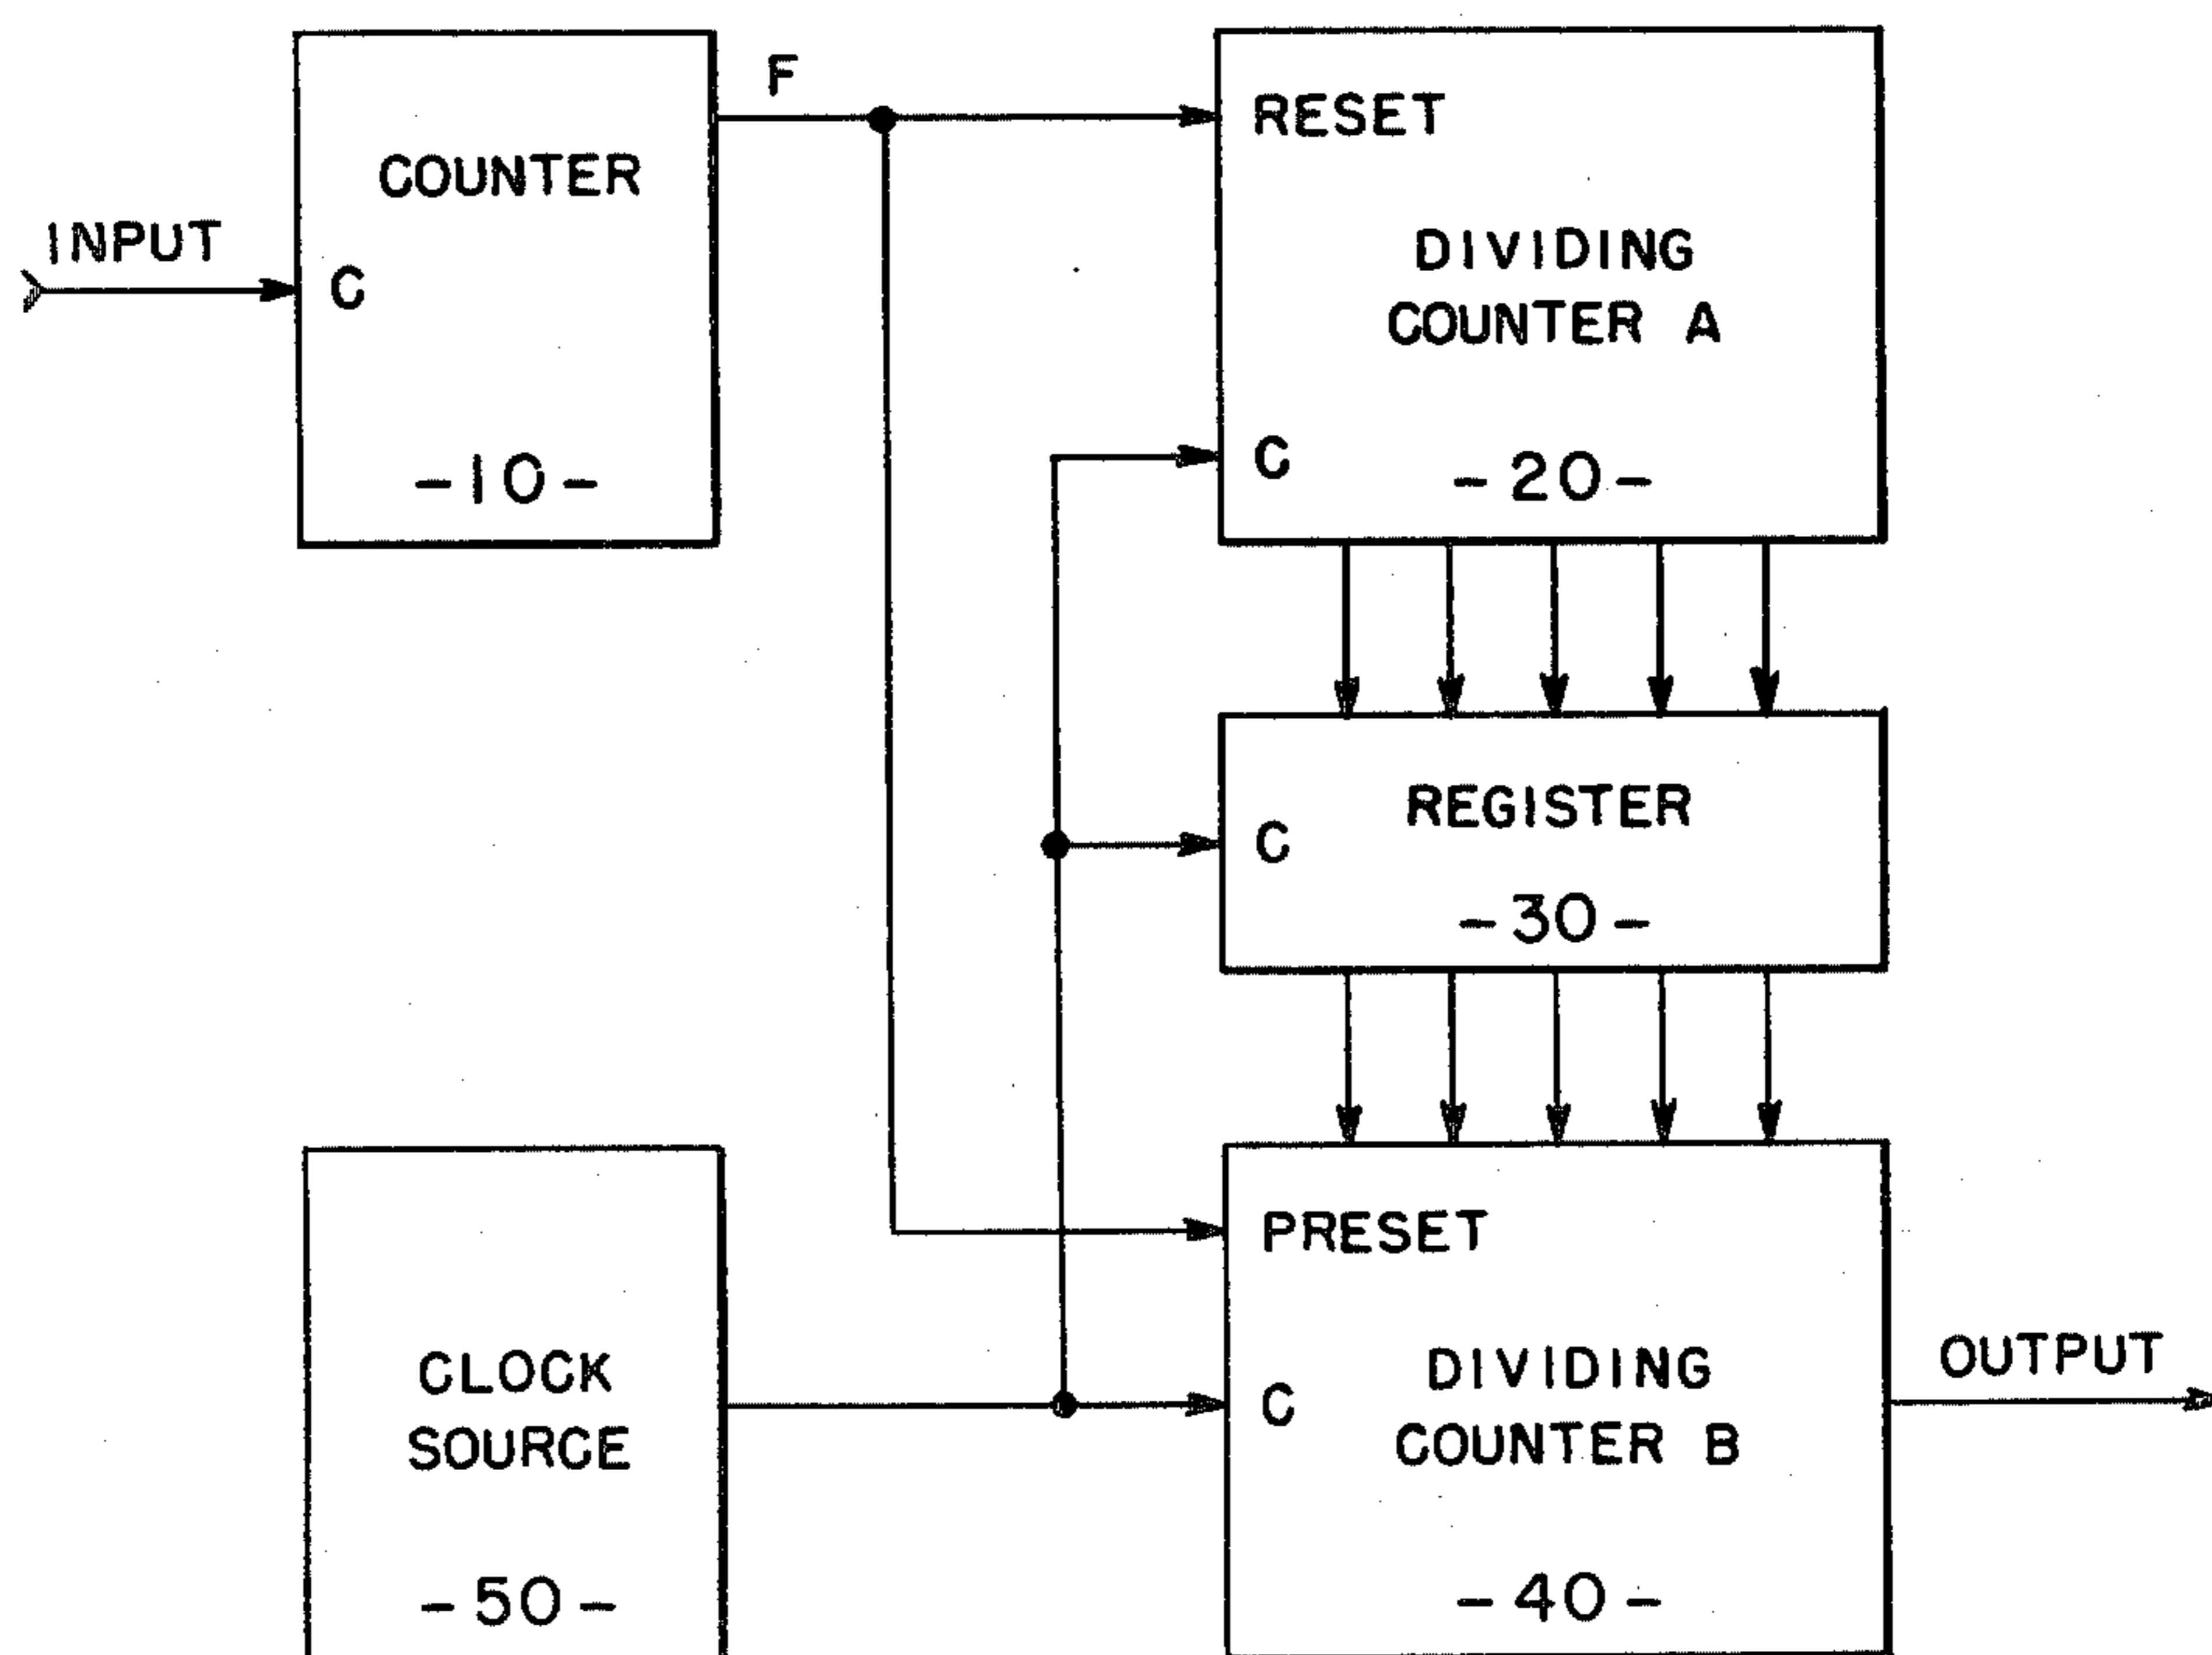 INPUT
C
COUNTER
-10-
F
RESET
DIVIDING
COUNTER A
C
-20-
REGISTER
C
-30-
CLOCK
SOURCE
-50-
PRESET
DIVIDING
C
COUNTER B
-40-
OUTPUT